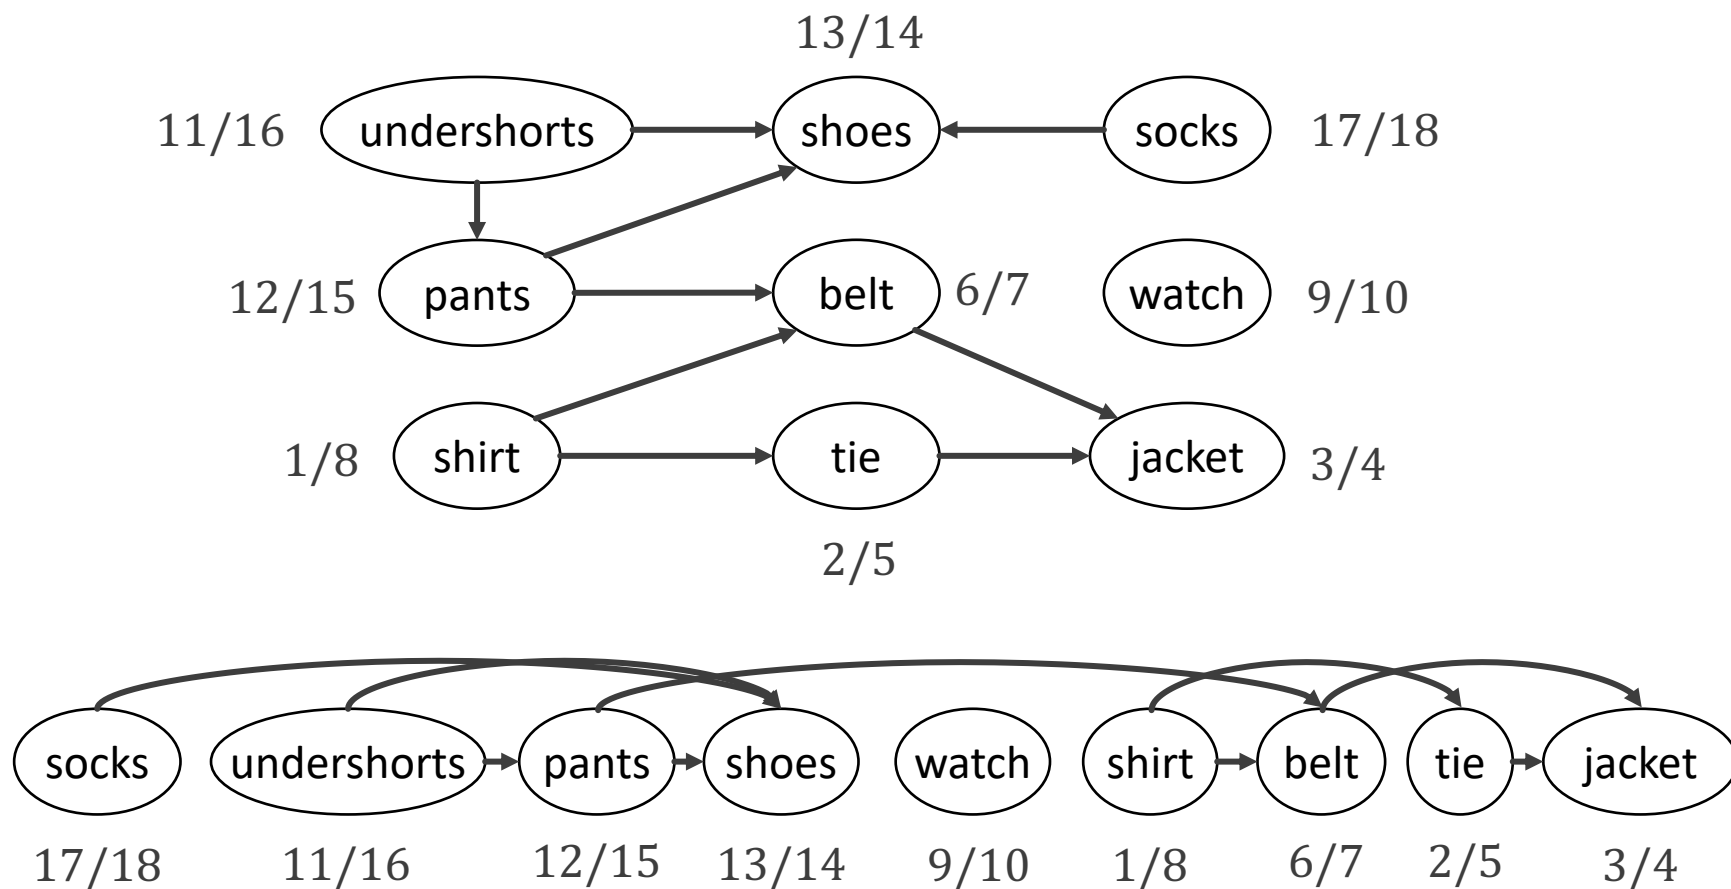 13/14
11/16 undershorts shoes socks 17/18
12/15 pants belt 6/7 watch 9/10
1/8 shirt tie jacket 3/4
2/5
socks undershorts pants shoes watch shirt belt tie jacket
17/18 11/16 12/15 13/14 9/10 1/8 6/7 2/5 3/4